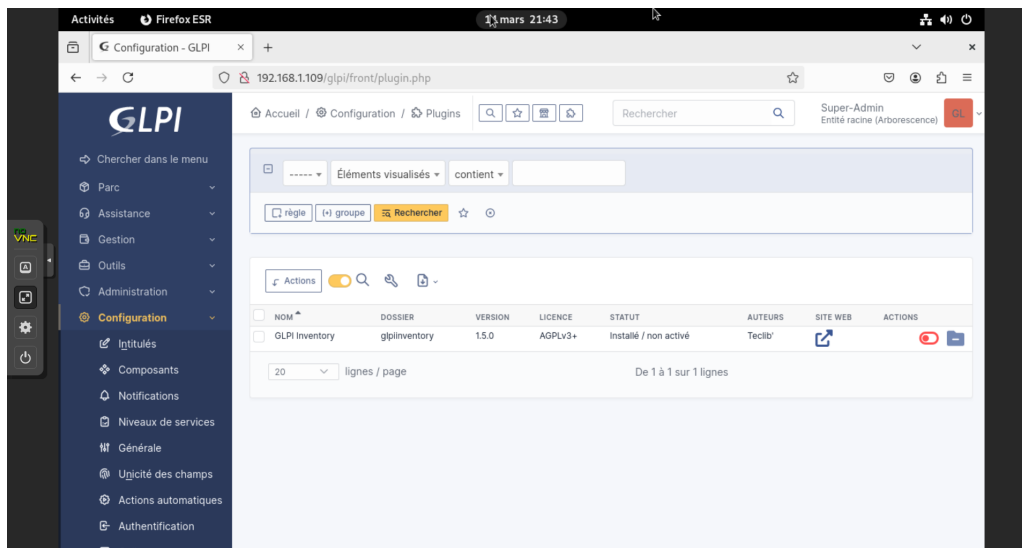 Activités Firefox ESR 11 mars 21:43
Configuration - GLPI
192.168.1.109/glpi/front/plugin.php
GLPI
Accueil / Configuration / Plugins Rechercher Super-Admin
Entité racine (Arborescence) GL
Chercher dans le menu
Parc
Assistance
Gestion
Outils
Administration
Configuration
Intitulés
Composants
Notifications
Niveaux de services
Générale
Unicité des champs
Actions automatiques
Authentification
noVNC
A
----- Éléments visualisés contient
règle (+) groupe Rechercher
Actions
NOM DOSSIER VERSION LICENCE STATUT AUTEURS SITE WEB ACTIONS
GLPI Inventory glpiinventory 1.5.0 AGPLv3+ Installé / non activé Teclib'
20 lignes / page De 1 à 1 sur 1 lignes